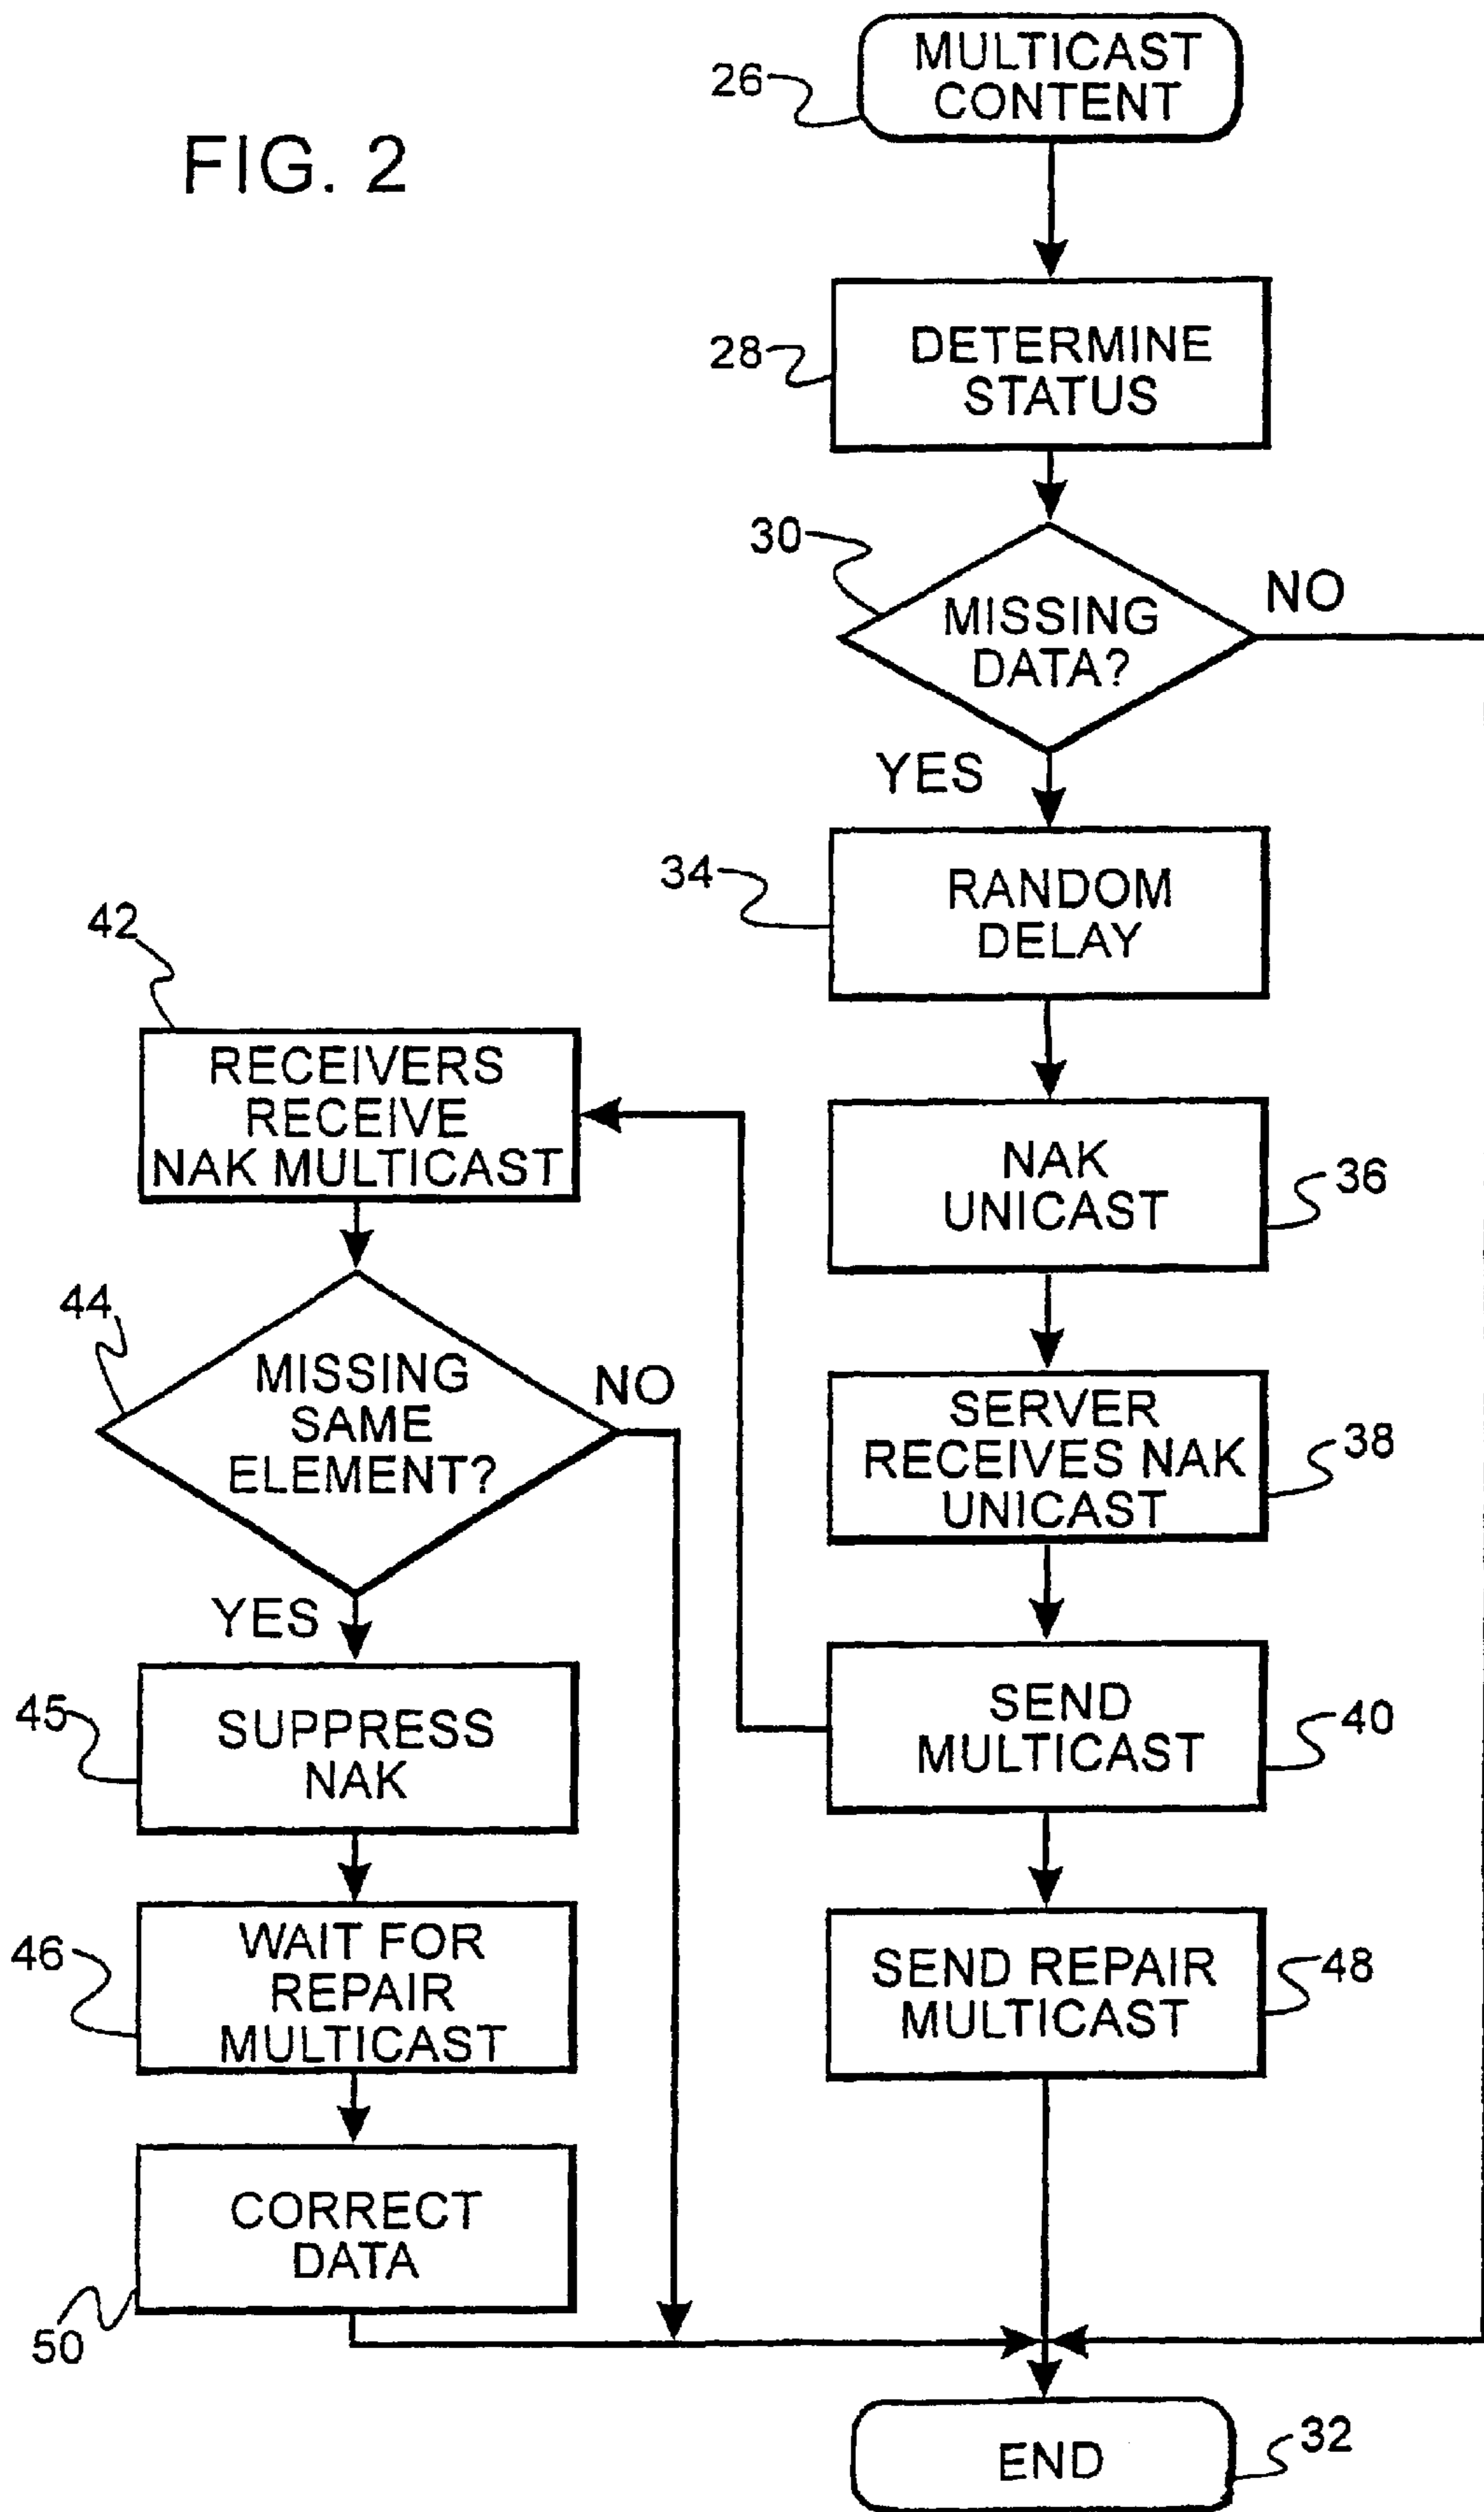 FIG. 2
26
MULTICAST
CONTENT
28
DETERMINE
STATUS
30
MISSING
DATA?
NO
YES
34
RANDOM
DELAY
36
NAK
UNICAST
38
SERVER
RECEIVES NAK
UNICAST
40
SEND
MULTICAST
48
SEND REPAIR
MULTICAST
42
RECEIVERS
RECEIVE
NAK MULTICAST
44
MISSING
SAME
ELEMENT?
NO
YES
45
SUPPRESS
NAK
46
WAIT FOR
REPAIR
MULTICAST
CORRECT
DATA
50
END
32